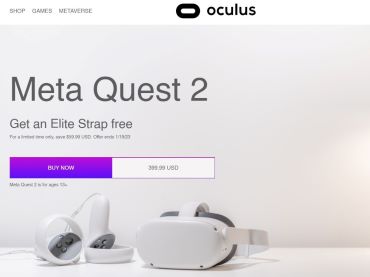 SHOP GAMES METAVERSE oculus
Meta Quest 2
Get an Elite Strap free
For a limited time only, save $59.99 USD. Offer ends 1/15/23
BUY NOW 399.99 USD
Meta Quest 2 is for ages 13+.